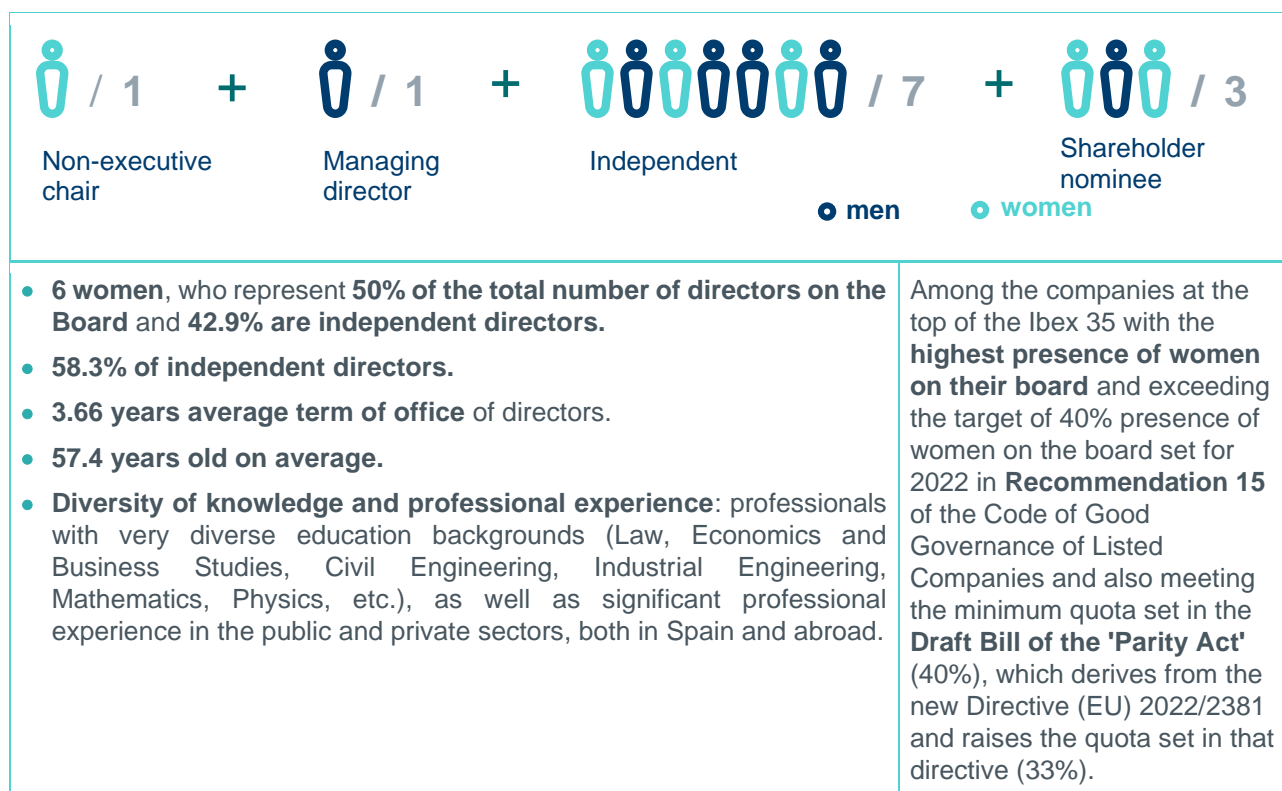 / 1 + / 1 + / 7 + / 3
Non-executive
chair
Managing
director
Independent
Shareholder
nominee
men women
• 6 women, who represent 50% of the total number of directors on the
Board and 42.9% are independent directors.
• 58.3% of independent directors.
• 3.66 years average term of office of directors.
• 57.4 years old on average.
• Diversity of knowledge and professional experience: professionals
with very diverse education backgrounds (Law, Economics and
Business Studies, Civil Engineering, Industrial Engineering,
Mathematics, Physics, etc.), as well as significant professional
experience in the public and private sectors, both in Spain and abroad.
Among the companies at the
top of the Ibex 35 with the
highest presence of women
on their board and exceeding
the target of 40% presence of
women on the board set for
2022 in Recommendation 15
of the Code of Good
Governance of Listed
Companies and also meeting
the minimum quota set in the
Draft Bill of the 'Parity Act'
(40%), which derives from the
new Directive (EU) 2022/2381
and raises the quota set in that
directive (33%).